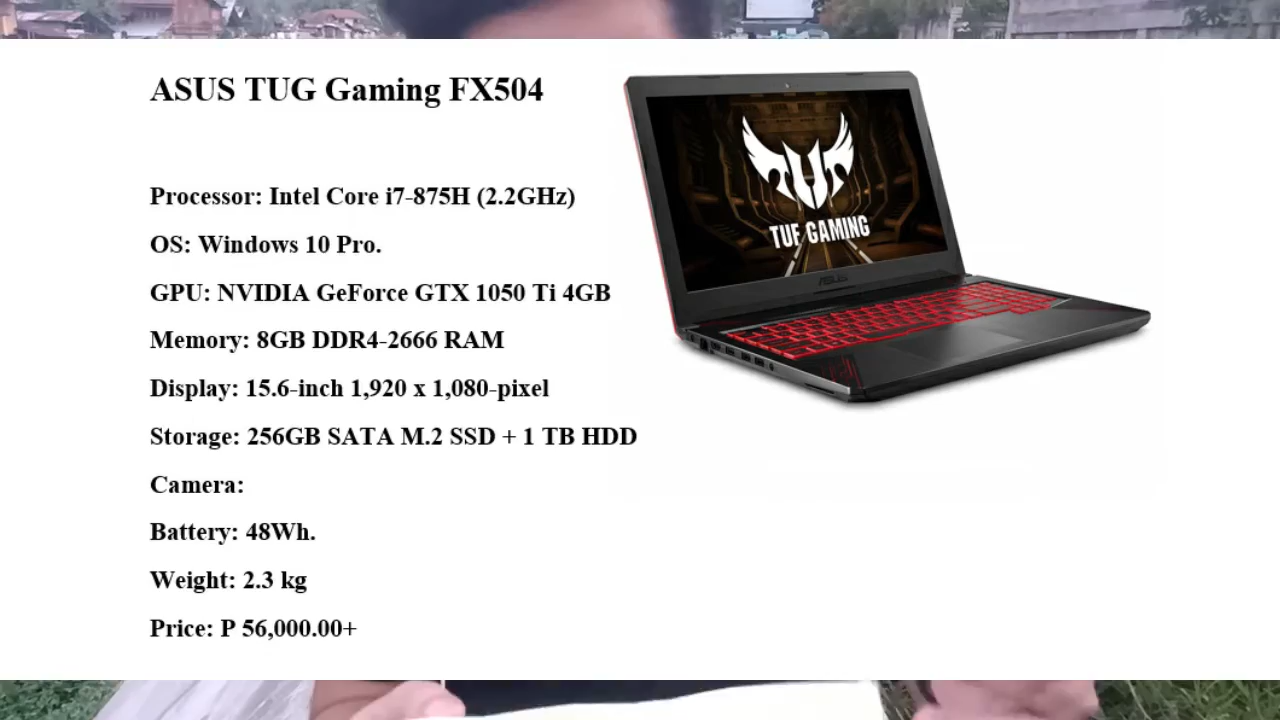 ASUS TUG Gaming FX504
Processor: Intel Core i7-875H (2.2GHz)
OS: Windows 10 Pro.
GPU: NVIDIA GeForce GTX 1050 Ti 4GB
Memory: 8GB DDR4-2666 RAM
Display: 15.6-inch 1,920 x 1,080-pixel
Storage: 256GB SATA M.2 SSD + 1 TB HDD
Camera:
Battery: 48Wh.
Weight: 2.3 kg
Price: P 56,000.00+
TUF GAMING
ASUS